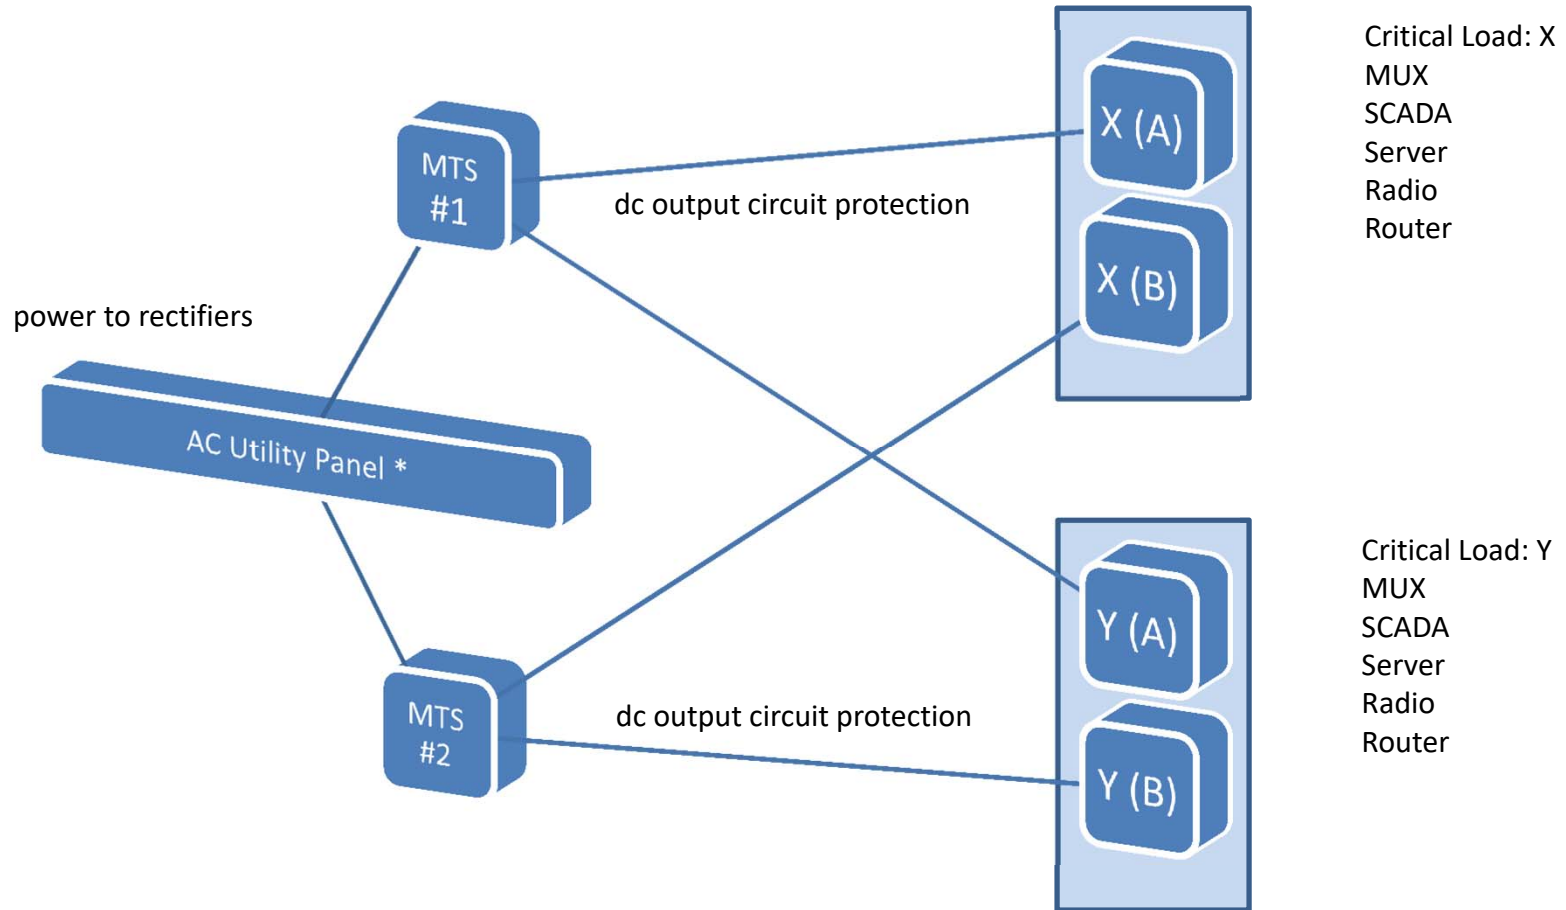 Critical Load: X
MUX
SCADA
Server
Radio
Router
X (A)
X (B)
MTS
#1
dc output circuit protection
power to rectifiers
AC Utility Panel *
Critical Load: Y
MUX
SCADA
Server
Radio
Router
Y (A)
Y (B)
MTS
#2
dc output circuit protection